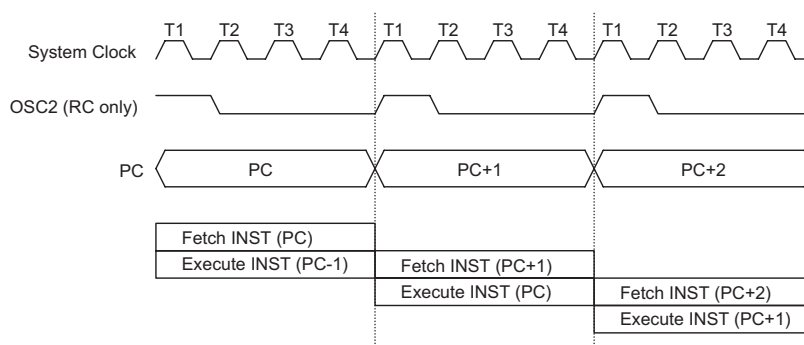 T1 T2 T3 T4 T1 T2 T3 T4 T1 T2 T3 T4
System Clock
OSC2 (RC only)
PC PC PC+1 PC+2
Fetch INST (PC)
Execute INST (PC-1) Fetch INST (PC+1)
Execute INST (PC) Fetch INST (PC+2)
Execute INST (PC+1)